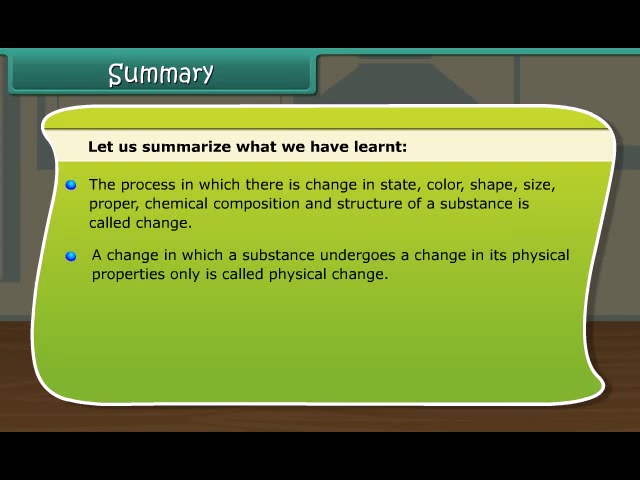 Summary
Let us summarize what we have learnt:
The process in which there is change in state, color, shape, size,
proper, chemical composition and structure of a substance is
called change.
A change in which a substance undergoes a change in its physical
properties only is called physical change.